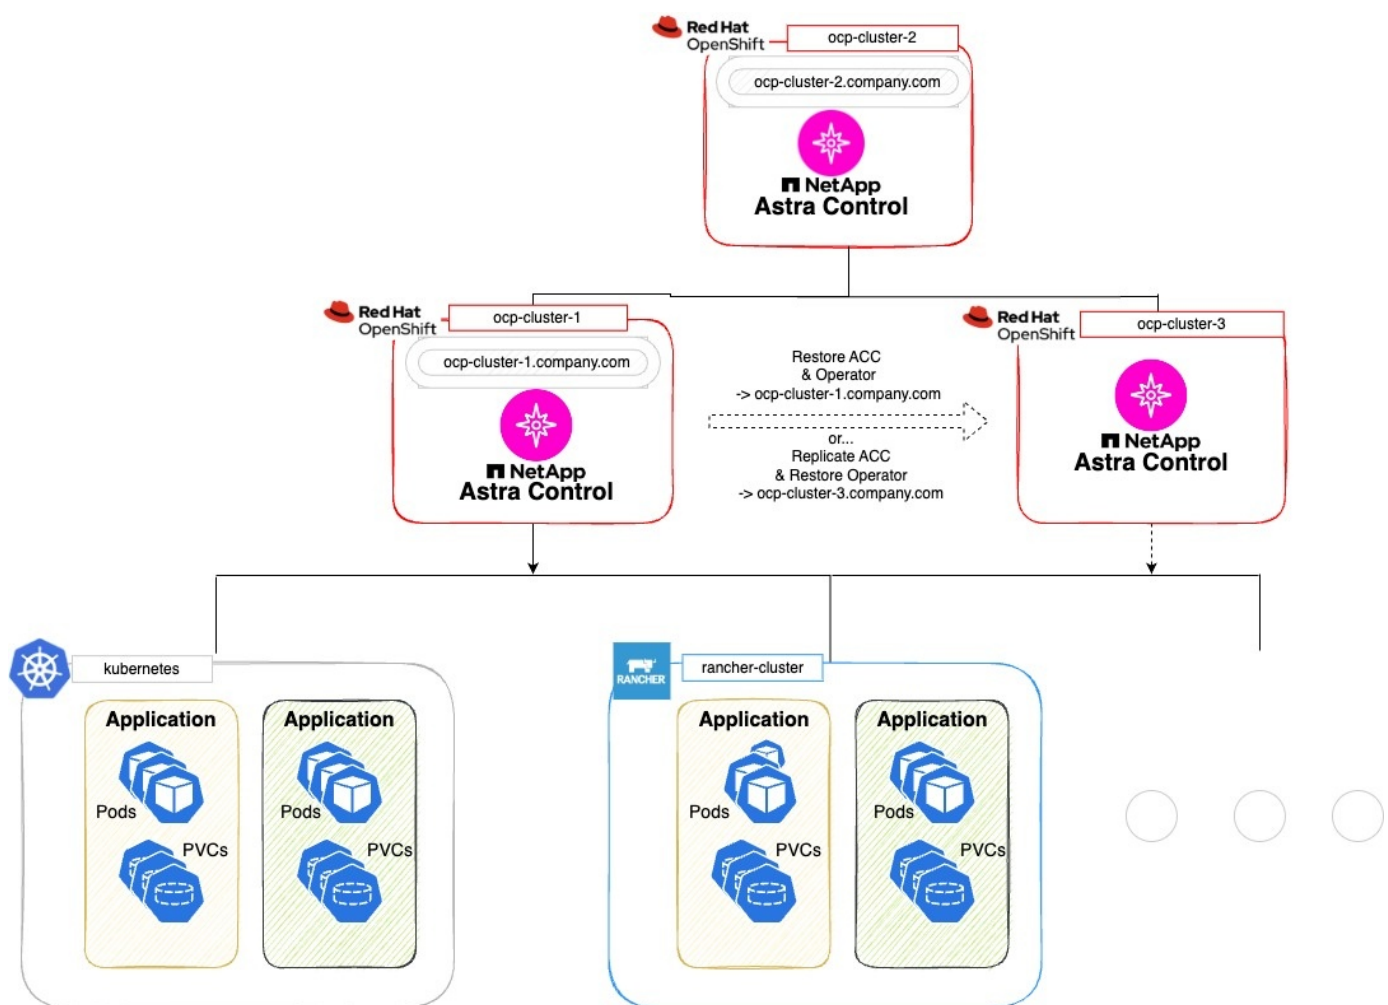 Red Hat
OpenShift
ocp-cluster-2
ocp-cluster-2.company.com
NetApp
Astra Control
Red Hat
OpenShift
ocp-cluster-1
ocp-cluster-1.company.com
NetApp
Astra Control
Restore ACC
& Operator
-> ocp-cluster-1.company.com
or...
Replicate ACC
& Restore Operator
-> ocp-cluster-3.company.com
Red Hat
OpenShift
ocp-cluster-3
NetApp
Astra Control
kubernetes
Application
Pods
PVCs
Application
Pods
PVCs
RANCHER
rancher-cluster
Application
Pods
PVCs
Application
Pods
PVCs